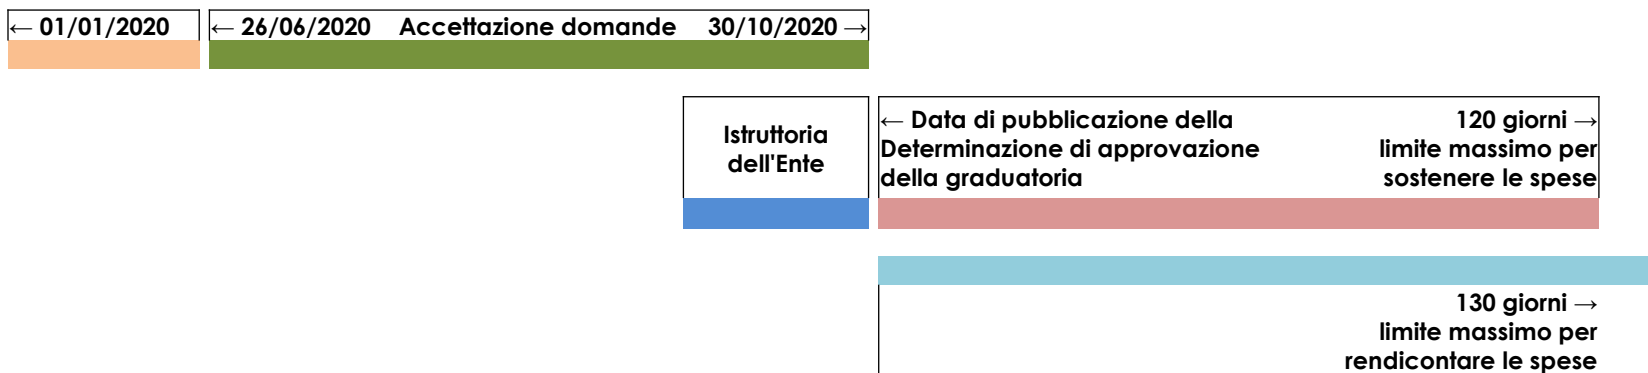 ← 01/01/2020
← 26/06/2020 Accettazione domande 30/10/2020 →
Istruttoria
dell'Ente
← Data di pubblicazione della
Determinazione di approvazione
della graduatoria
120 giorni →
limite massimo per
sostenere le spese
130 giorni →
limite massimo per
rendicontare le spese